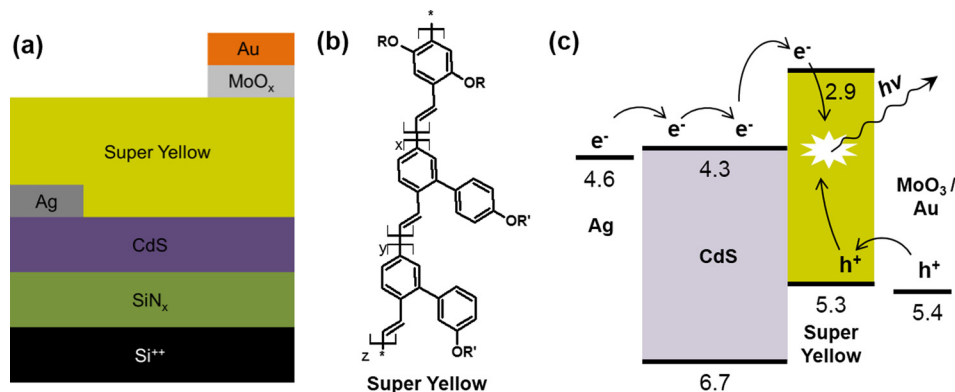 (a)
Au
MoOₓ
Super Yellow
Ag
CdS
SiNₓ
Si⁺⁺
(b)
*
RO
OR
x
OR'
y
OR'
z
*
Super Yellow
(c)
e⁻
2.9
hν
e⁻
e⁻
e⁻
4.6
4.3
Ag
CdS
MoO₃ /
Au
h⁺
h⁺
5.3
5.4
Super
Yellow
6.7